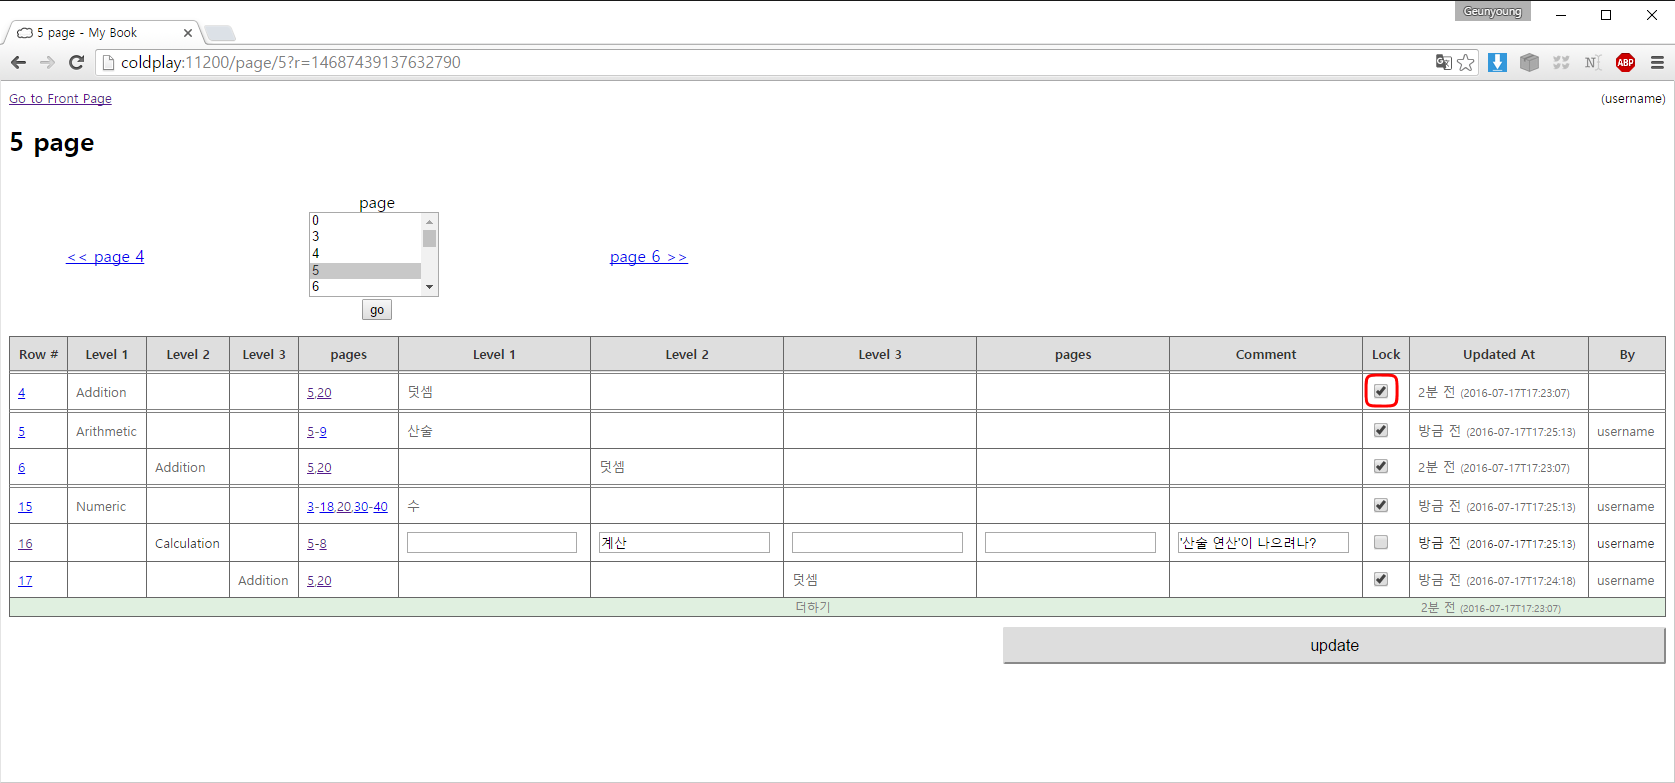 Geunyoung
5 page - My Book
coldplay:11200/page/5?r=14687439137632790
ABP
Go to Front Page (username)
5 page
page
0
3
4
<< page 4 5 page 6 >>
6
go
Row # Level 1 Level 2 Level 3 pages Level 1 Level 2 Level 3 pages Comment Lock Updated At By
4 Addition 5,20 덧셈 2분 전 (2016-07-17T17:23:07)
5 Arithmetic 5-9 산술 방금 전 (2016-07-17T17:25:13) username
6 Addition 5,20 덧셈 2분 전 (2016-07-17T17:23:07)
15 Numeric 3-18,20,30-40 수 방금 전 (2016-07-17T17:25:13) username
16 Calculation 5-8 계산 '산술 연산'이 나으려나? 방금 전 (2016-07-17T17:25:13) username
17 Addition 5,20 덧셈 방금 전 (2016-07-17T17:24:18) username
더하기 2분 전 (2016-07-17T17:23:07)
update